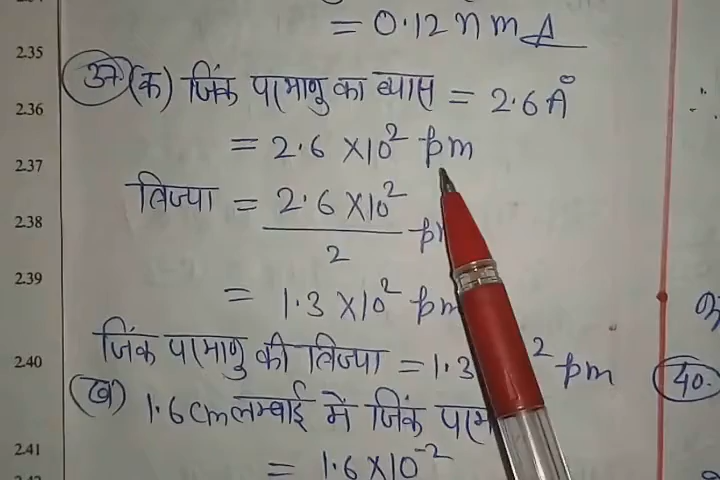 2.35
= 0.12 n m A
2.36
(क) जिंक परमाणु का व्यास = 2.6 Å
2.37
= 2.6 × 10² pm
त्रिज्या = 2.6 × 10² / 2
2.38
2.39
= 1.3 × 10² pm
2.40
जिंक परमाणु की त्रिज्या = 1.3 ² pm
40.
(ख) 1.6 cm लम्बाई में जिंक
2.41
= 1.6 × 10⁻²